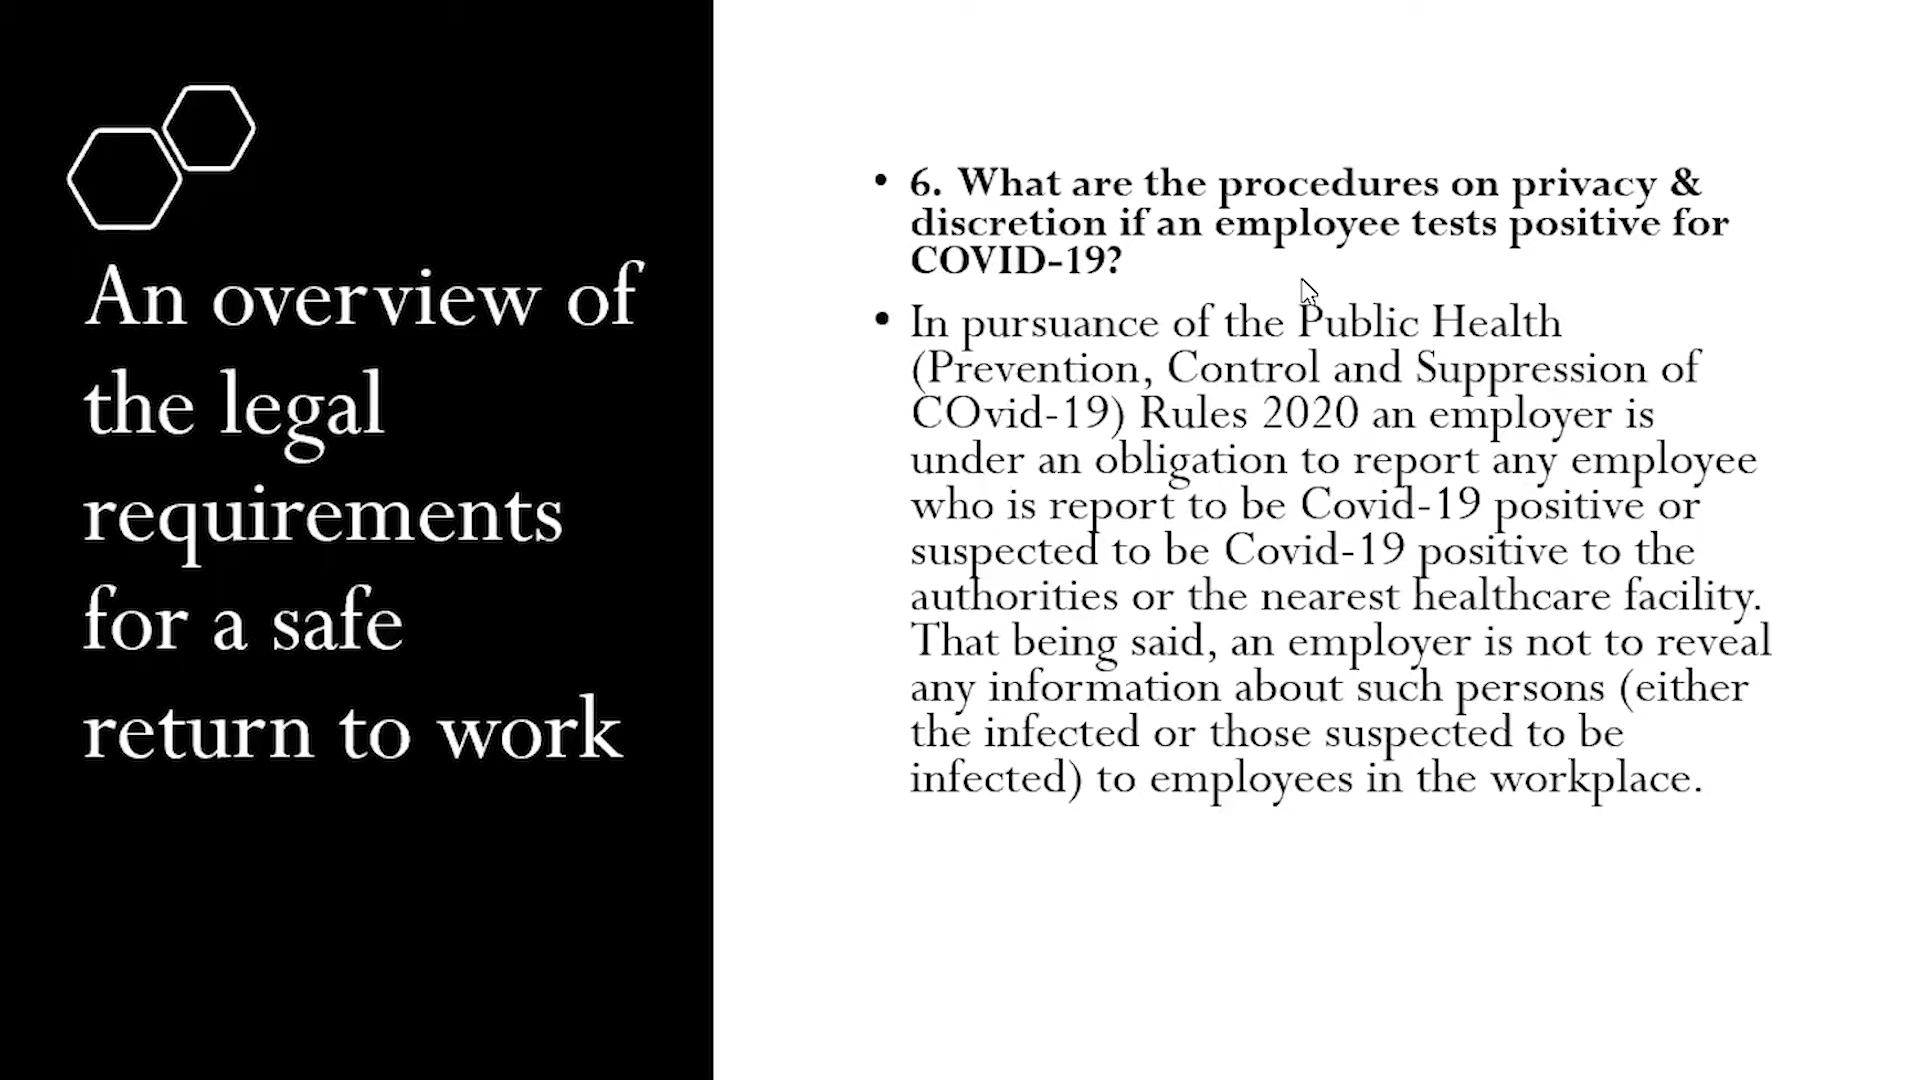 An overview of
the legal
requirements
for a safe
return to work
• 6. What are the procedures on privacy &
discretion if an employee tests positive for
COVID-19?
• In pursuance of the Public Health
(Prevention, Control and Suppression of
COvid-19) Rules 2020 an employer is
under an obligation to report any employee
who is report to be Covid-19 positive or
suspected to be Covid-19 positive to the
authorities or the nearest healthcare facility.
That being said, an employer is not to reveal
any information about such persons (either
the infected or those suspected to be
infected) to employees in the workplace.